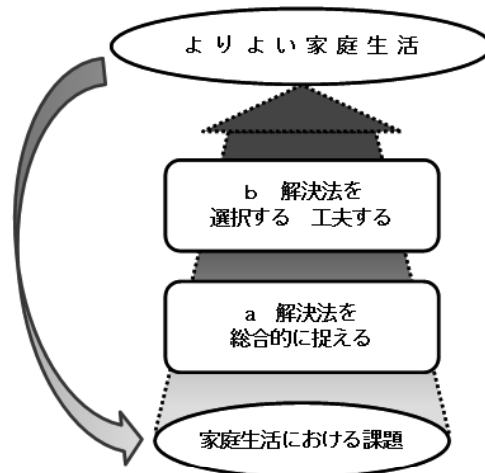 よりよい家庭生活
b 解決法を
選択する 工夫する
a 解決法を
総合的に捉える
家庭生活における課題